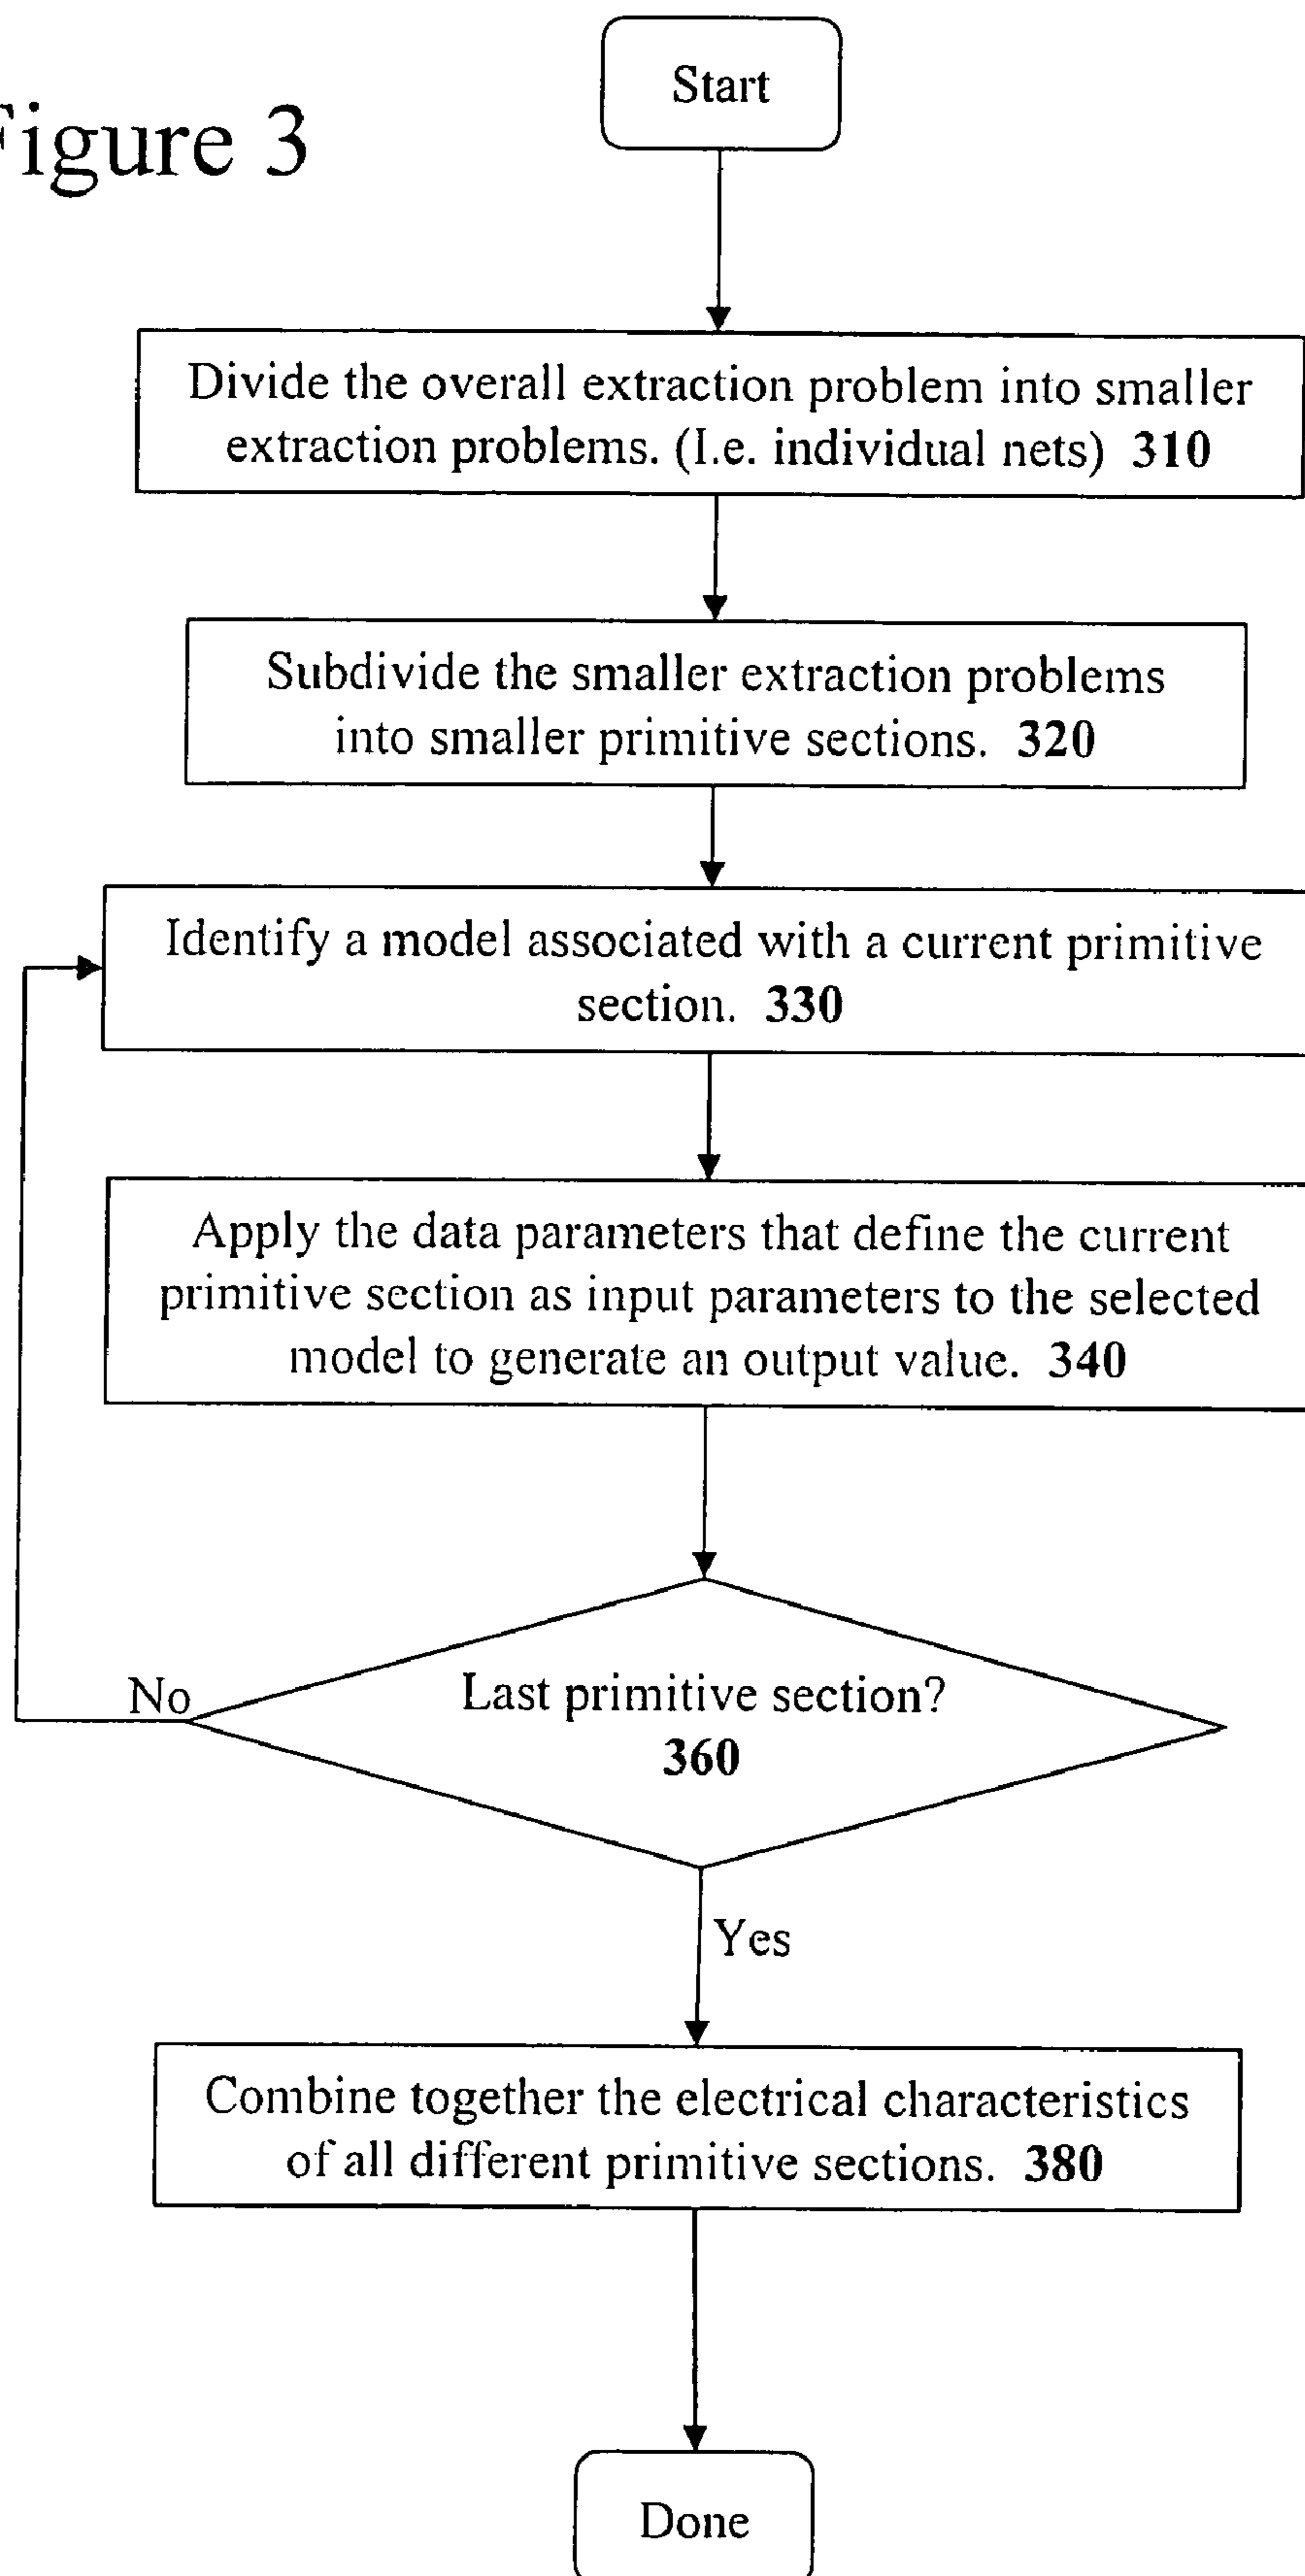 Figure 3
Start
Divide the overall extraction problem into smaller
extraction problems. (I.e. individual nets) 310
Subdivide the smaller extraction problems
into smaller primitive sections. 320
Identify a model associated with a current primitive
section. 330
Apply the data parameters that define the current
primitive section as input parameters to the selected
model to generate an output value. 340
Last primitive section?
360
No
Yes
Combine together the electrical characteristics
of all different primitive sections. 380
Done